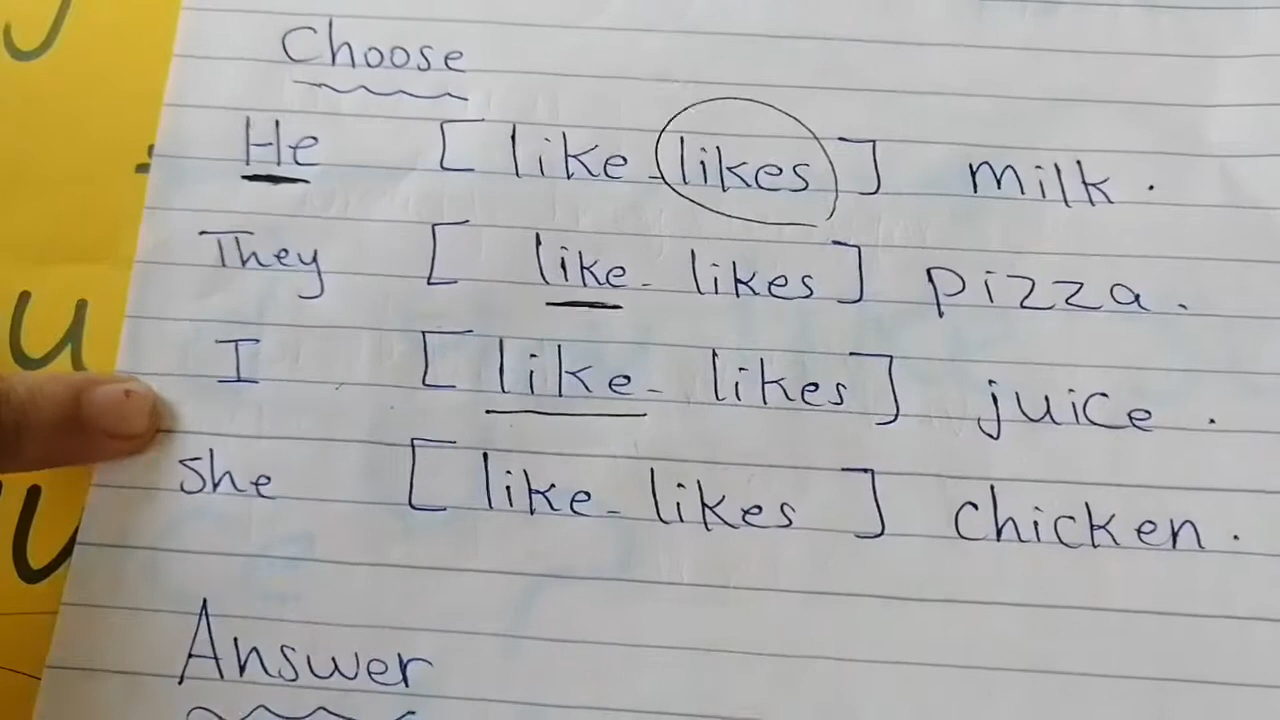 Choose
He [ like - likes ] milk.
They [ like - likes ] pizza.
I [ like - likes ] juice.
She [ like - likes ] chicken.
Answer